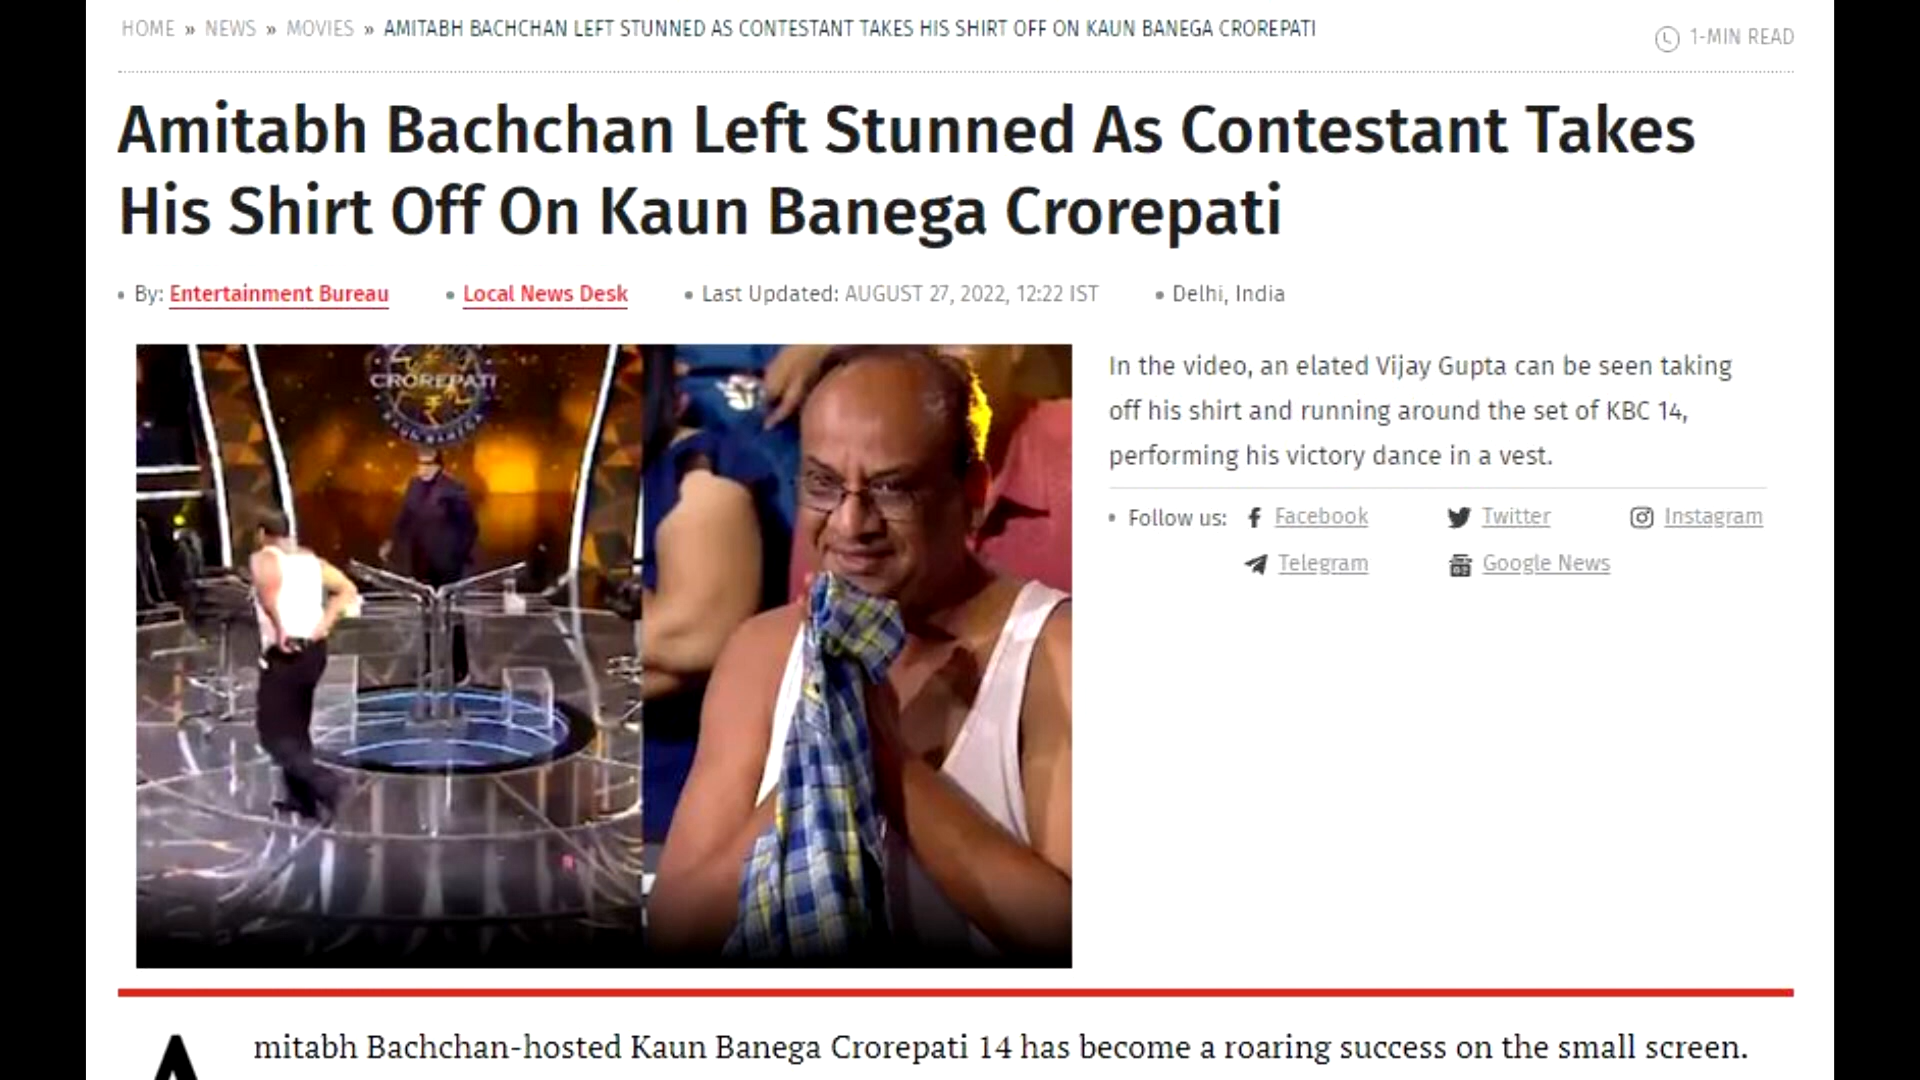 HOME » NEWS » MOVIES » AMITABH BACHCHAN LEFT STUNNED AS CONTESTANT TAKES HIS SHIRT OFF ON KAUN BANEGA CROREPATI
1-MIN READ
Amitabh Bachchan Left Stunned As Contestant Takes
His Shirt Off On Kaun Banega Crorepati
• By: Entertainment Bureau • Local News Desk • Last Updated: AUGUST 27, 2022, 12:22 IST • Delhi, India
CROREPATI
KAUN BANEGA
In the video, an elated Vijay Gupta can be seen taking
off his shirt and running around the set of KBC 14,
performing his victory dance in a vest.
• Follow us: Facebook Twitter Instagram
Telegram Google News
Amitabh Bachchan-hosted Kaun Banega Crorepati 14 has become a roaring success on the small screen.